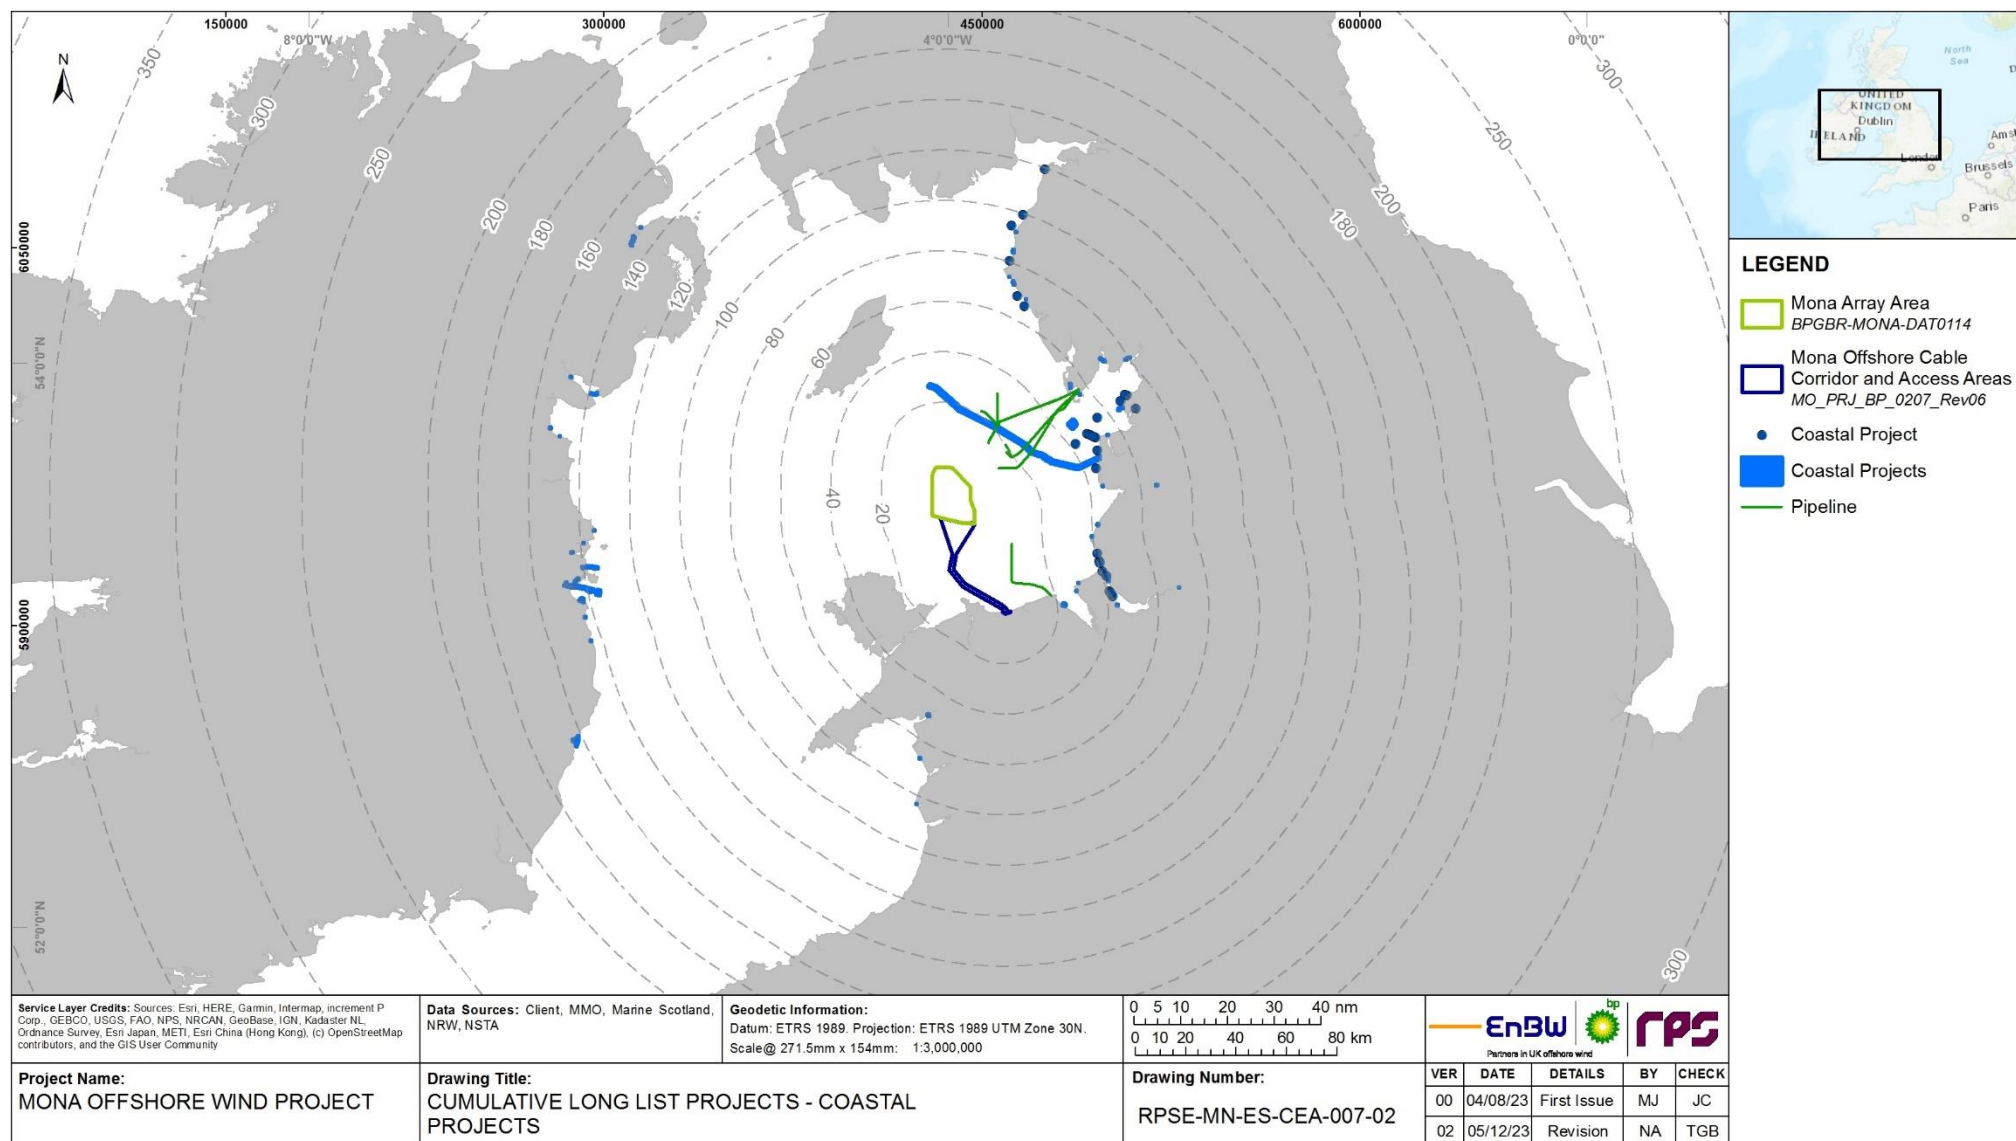 150000
300000
450000
600000
8°0'0"W
4°0'0"W
0°0'0"
N
350
300
250
200
180
160
140
120
100
80
60
40
20
300
250
200
180
300
6050000
54°0'0"N
5900000
52°0'0"N
North
Sea
UNITED
KINGDOM
Dublin
IRELAND
London
Brussels
Paris
LEGEND
Mona Array Area
BPGBR-MONA-DAT0114
Mona Offshore Cable
Corridor and Access Areas
MO_PRJ_BP_0207_Rev06
Coastal Project
Coastal Projects
Pipeline
Service Layer Credits: Sources: Esri, HERE, Garmin, Intermap, increment P
Corp., GEBCO, USGS, FAO, NPS, NRCAN, GeoBase, IGN, Kadaster NL,
Ordnance Survey, Esri Japan, METI, Esri China (Hong Kong), (c) OpenStreetMap
contributors, and the GIS User Community
Data Sources: Client, MMO, Marine Scotland,
NRW, NSTA
Geodetic Information:
Datum: ETRS 1989. Projection: ETRS 1989 UTM Zone 30N.
Scale@ 271.5mm x 154mm: 1:3,000,000
0 5 10 20 30 40 nm
0 10 20 40 60 80 km
EnBW
Partners in UK offshore wind
bp
rps
Project Name:
MONA OFFSHORE WIND PROJECT
Drawing Title:
CUMULATIVE LONG LIST PROJECTS - COASTAL
PROJECTS
Drawing Number:
RPSE-MN-ES-CEA-007-02
VER DATE DETAILS BY CHECK
00 04/08/23 First Issue MJ JC
02 05/12/23 Revision NA TGB